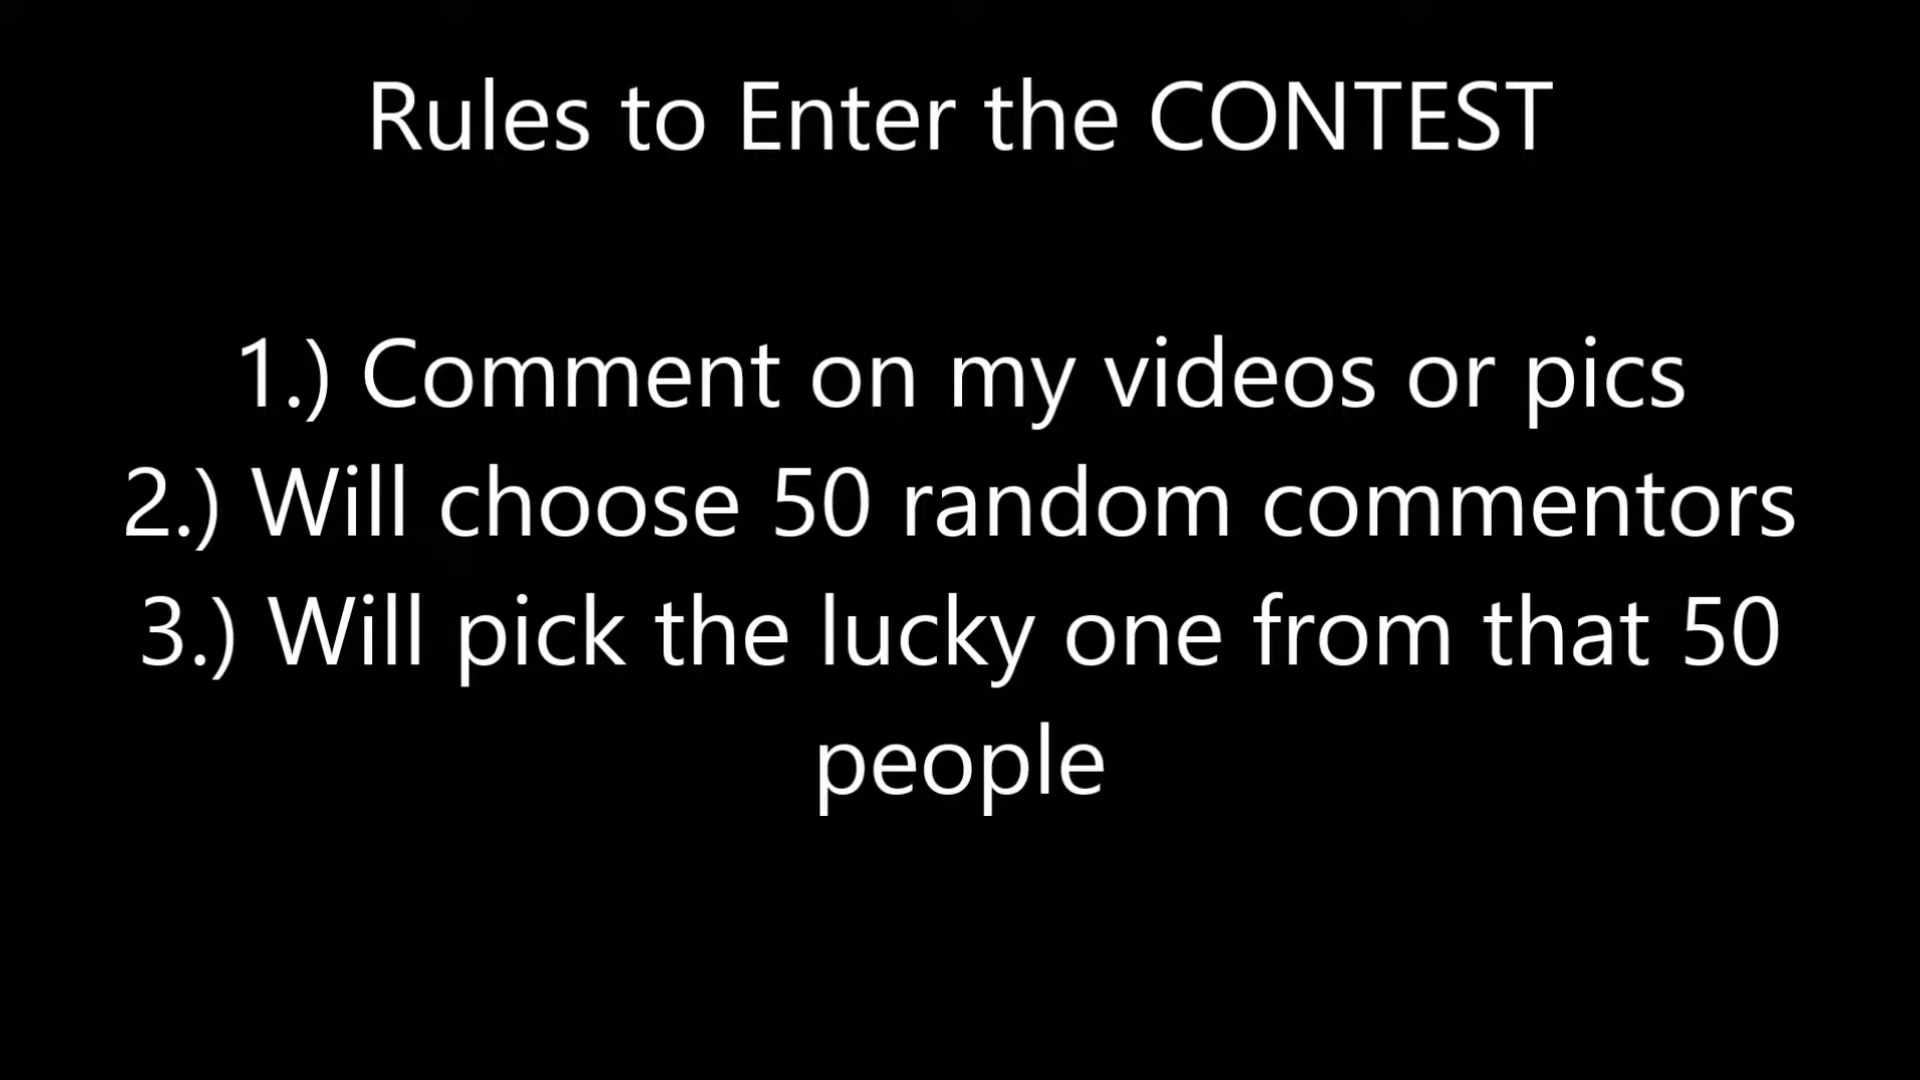 Rules to Enter the CONTEST
1.) Comment on my videos or pics
2.) Will choose 50 random commentors
3.) Will pick the lucky one from that 50
people